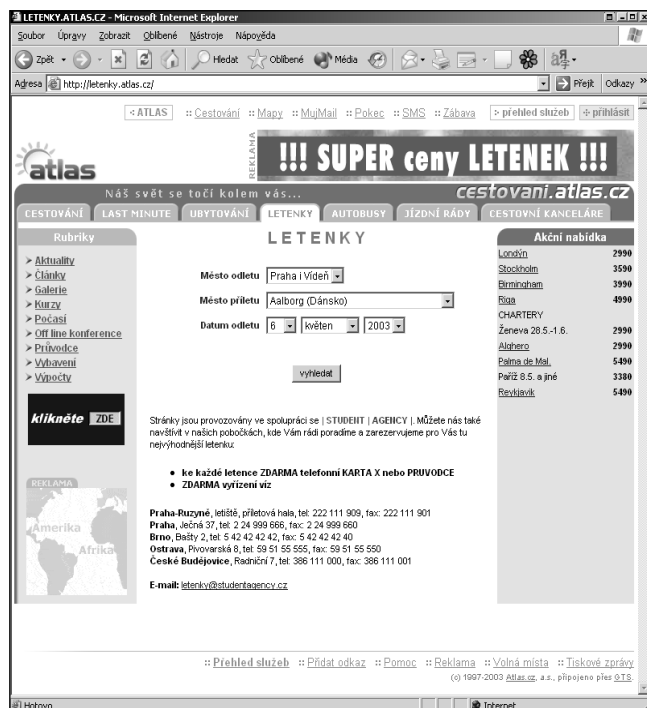 LETENKY.ATLAS.CZ - Microsoft Internet Explorer
Soubor Úpravy Zobrazit Oblíbené Nástroje Nápověda
Zpět Hledat Oblíbené Média
Adresa http://letenky.atlas.cz/ Přejít Odkazy »
ATLAS :: Cestování :: Mapy :: MujMail :: Pokec :: SMS :: Zábava :- přehled služeb přihlásit
REKLAMA
!!! SUPER ceny LETENEK !!!
atlas
Náš svět se točí kolem vás...
cestovani.atlas.cz
CESTOVÁNÍ LAST MINUTE UBYTOVÁNÍ LETENKY AUTOBUSY JÍZDNÍ ŘÁDY CESTOVNÍ KANCELÁŘE
Rubriky
Aktuality
Články
Galerie
Kurzy
Počasí
Off line konference
Průvodce
Vybavení
Výpočty
klikněte ZDE
REKLAMA
Amerika
Afrika
LETENKY
Město odletu Praha i Vídeň
Město příletu Aalborg (Dánsko)
Datum odletu 6 květen 2003
vyhledat
Stránky jsou provozovány ve spolupráci se | STUDENT | AGENCY |. Můžete nás také
navštívit v našich pobočkách, kde Vám rádi poradíme a zarezervujeme pro Vás tu
nejvýhodnější letenku:
• ke každé letence ZDARMA telefonní KARTA X nebo PRUVODCE
• ZDARMA vyřízení víz
Praha-Ruzyně, letiště, příletová hala, tel: 222 111 909, fax: 222 111 901
Praha, Ječná 37, tel: 2 24 999 666, fax: 2 24 999 660
Brno, Bašty 2, tel: 5 42 42 42 42, fax: 5 42 42 42 40
Ostrava, Pivovarská 8, tel: 59 51 55 555, fax: 59 51 55 550
České Budějovice, Radniční 7, tel: 386 111 000, fax: 386 111 001
E-mail: letenky@studentagency.cz
Akční nabídka
Londýn 2990
Stockholm 3590
Birmingham 3990
Riga 4990
CHARTERY
Ženeva 28.5.-1.6. 2990
Alghero 2990
Palma de Mal. 5490
Paříž 8.5. a jiné 3380
Reykjavik 5490
:: Přehled služeb :: Přidat odkaz :: Pomoc :: Reklama :: Volná místa :: Tiskové zprávy
(c) 1997-2003 Atlas.cz, a.s., připojeno přes GTS.
Hotovo Internet